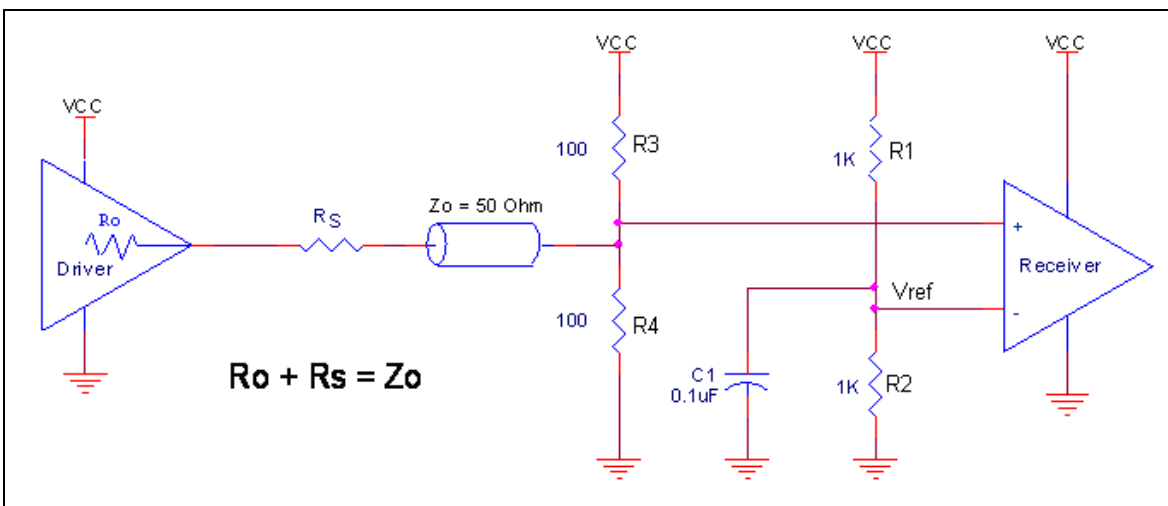 VCC
VCC
VCC
VCC
R3
100
R1
1K
Ro
Driver
RS
Zo = 50 Ohm
+
Receiver
-
Vref
100
R4
Ro + Rs = Zo
C1
0.1uF
1K
R2